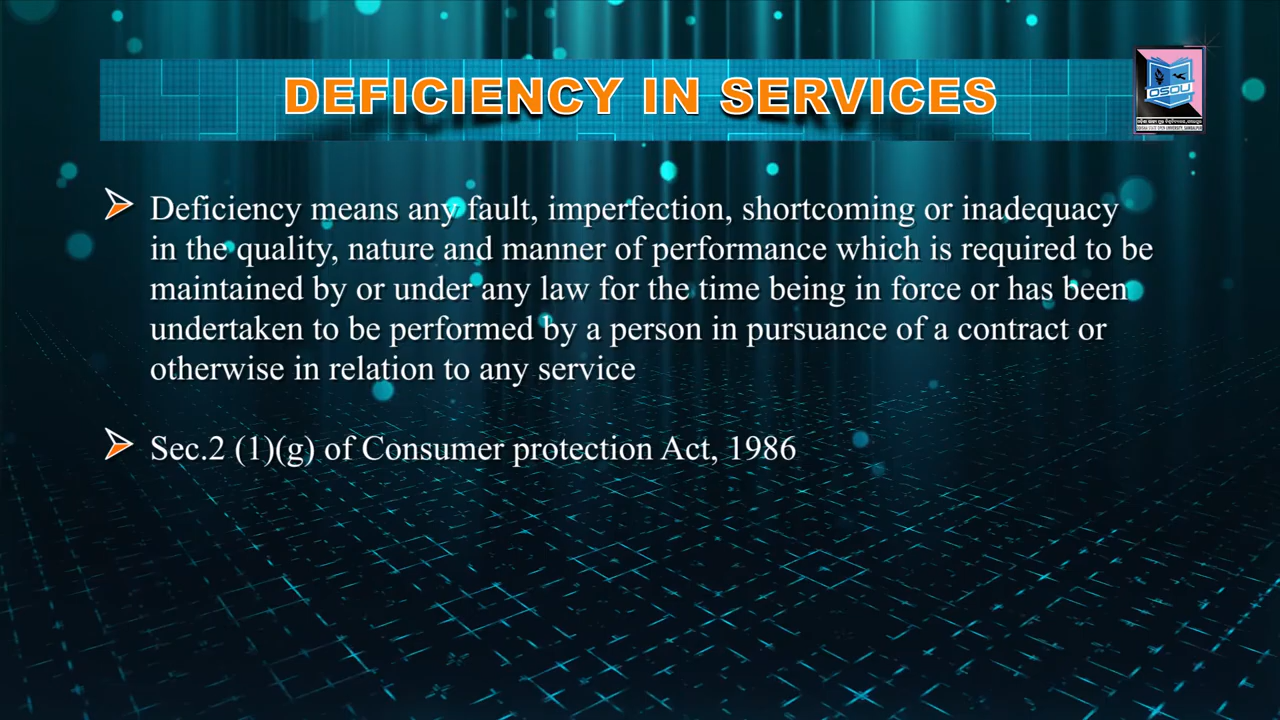 DEFICIENCY IN SERVICES
OSOU
Deficiency means any fault, imperfection, shortcoming or inadequacy
in the quality, nature and manner of performance which is required to be
maintained by or under any law for the time being in force or has been
undertaken to be performed by a person in pursuance of a contract or
otherwise in relation to any service
Sec.2 (1)(g) of Consumer protection Act, 1986